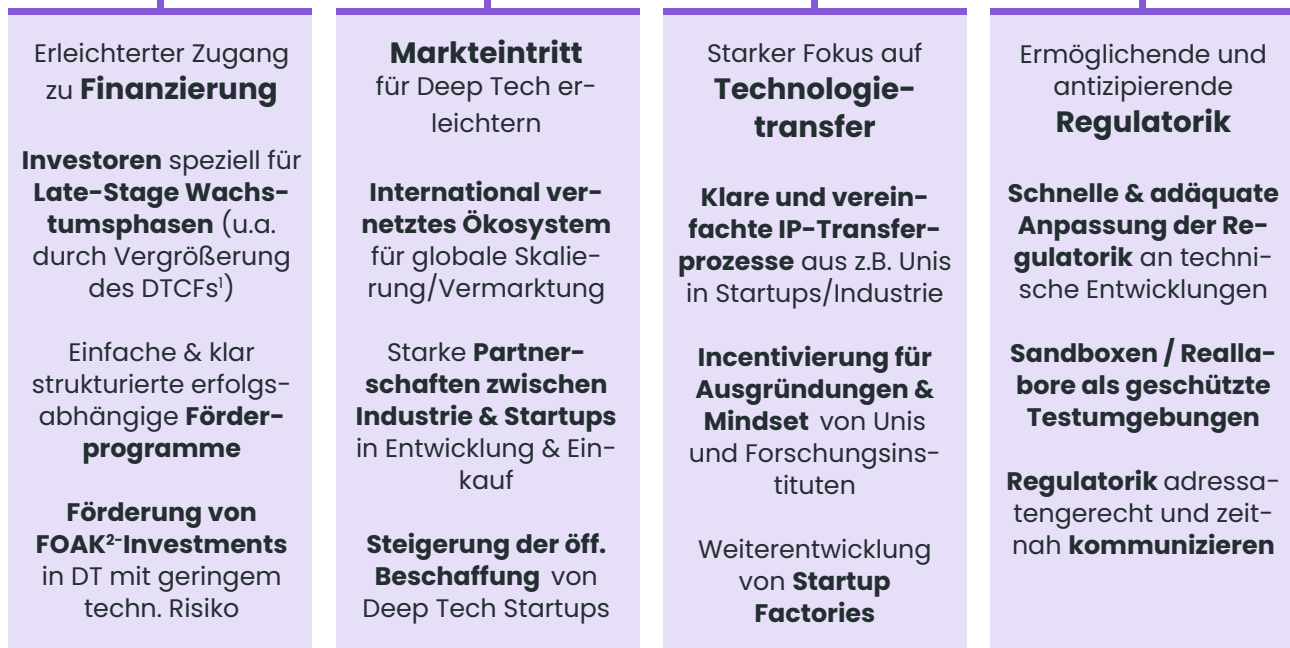 Erleichterter Zugang
zu Finanzierung
Investoren speziell für
Late-Stage Wachs-
tumsphasen (u.a.
durch Vergrößerung
des DTCFs¹)
Einfache & klar
strukturierte erfolgs-
abhängige Förder-
programme
Förderung von
FOAK²-Investments
in DT mit geringem
techn. Risiko
Markteintritt
für Deep Tech er-
leichtern
International ver-
netztes Ökosystem
für globale Skalie-
rung/Vermarktung
Starke Partner-
schaften zwischen
Industrie & Startups
in Entwicklung & Ein-
kauf
Steigerung der öff.
Beschaffung von
Deep Tech Startups
Starker Fokus auf
Technologie-
transfer
Klare und verein-
fachte IP-Transfer-
prozesse aus z.B. Unis
in Startups/Industrie
Incentivierung für
Ausgründungen &
Mindset von Unis
und Forschungsins-
tituten
Weiterentwicklung
von Startup
Factories
Ermöglichende und
antizipierende
Regulatorik
Schnelle & adäquate
Anpassung der Re-
gulatorik an techni-
sche Entwicklungen
Sandboxen / Realla-
bore als geschützte
Testumgebungen
Regulatorik adressa-
tengerecht und zeit-
nah kommunizieren